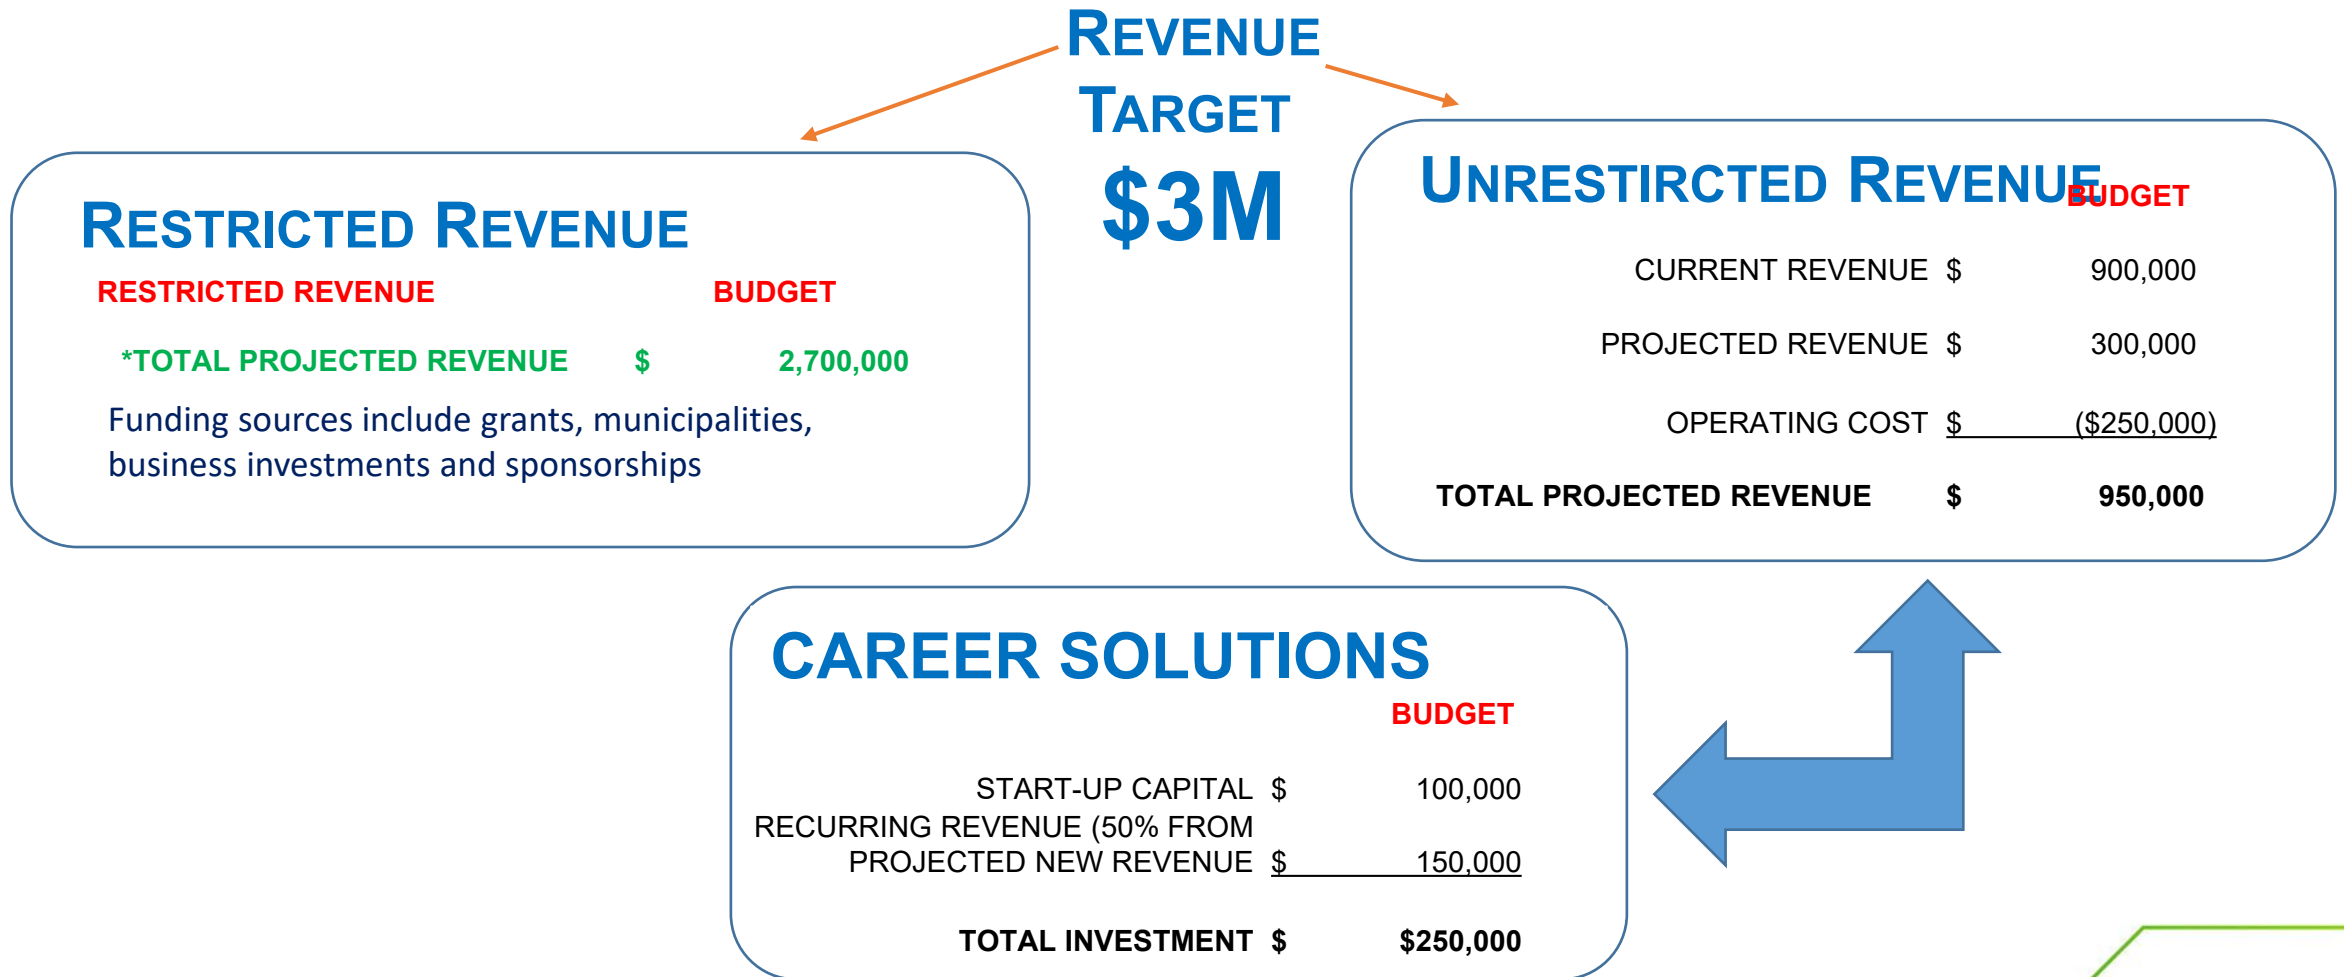 REVENUE
TARGET
$3M
RESTRICTED REVENUE
RESTRICTED REVENUE BUDGET
*TOTAL PROJECTED REVENUE $ 2,700,000
Funding sources include grants, municipalities,
business investments and sponsorships
UNRESTIRCTED REVENUE
BUDGET
CURRENT REVENUE $ 900,000
PROJECTED REVENUE $ 300,000
OPERATING COST $ ($250,000)
TOTAL PROJECTED REVENUE $ 950,000
CAREER SOLUTIONS
BUDGET
START-UP CAPITAL $ 100,000
RECURRING REVENUE (50% FROM
PROJECTED NEW REVENUE $ 150,000
TOTAL INVESTMENT $ $250,000